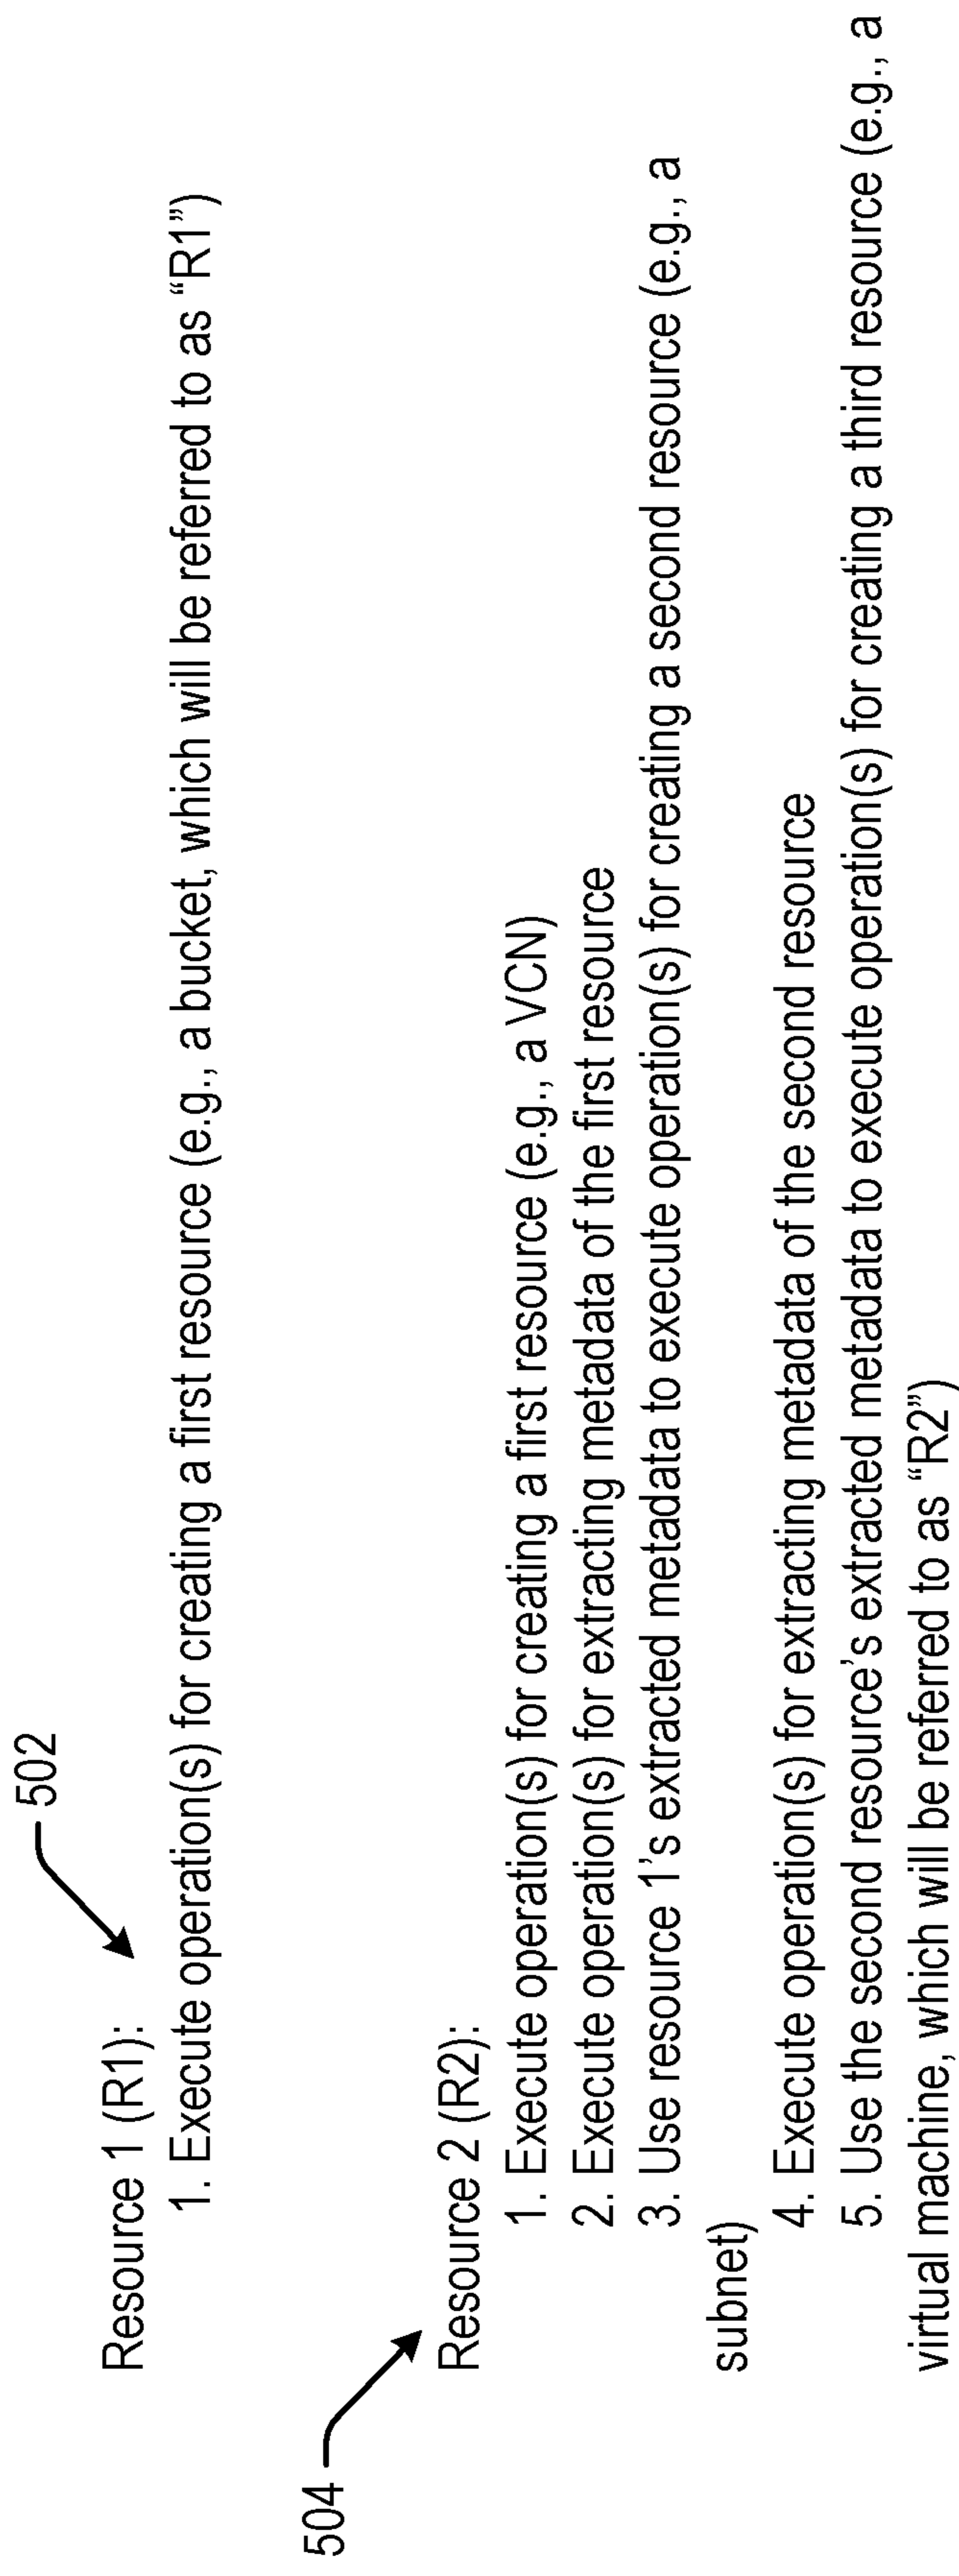 502
Resource 1 (R1):
1. Execute operation(s) for creating a first resource (e.g., a bucket, which will be referred to as “R1”)
504
Resource 2 (R2):
1. Execute operation(s) for creating a first resource (e.g., a VCN)
2. Execute operation(s) for extracting metadata of the first resource
3. Use resource 1’s extracted metadata to execute operation(s) for creating a second resource (e.g., a
subnet)
4. Execute operation(s) for extracting metadata of the second resource
5. Use the second resource’s extracted metadata to execute operation(s) for creating a third resource (e.g., a
virtual machine, which will be referred to as “R2”)